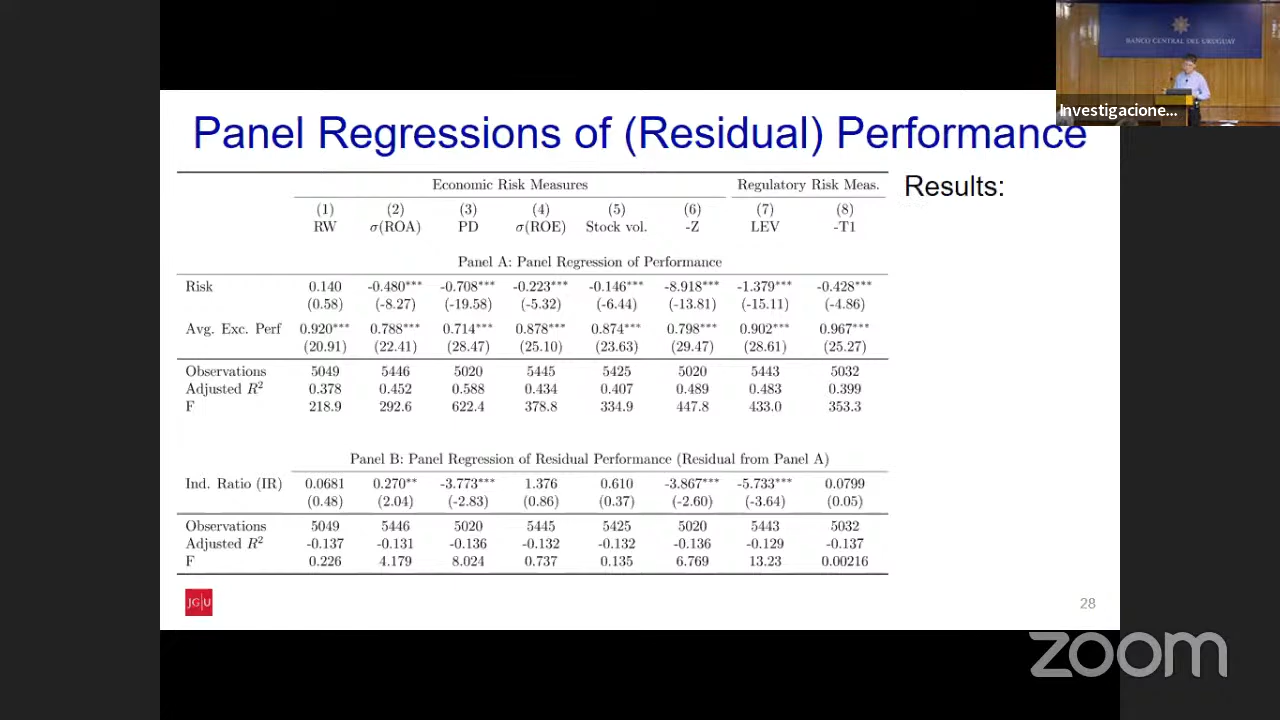 BANCO CENTRAL DEL URUGUAY
Investigacione...
Panel Regressions of (Residual) Performance
Results:
Economic Risk Measures Regulatory Risk Meas.
(1) (2) (3) (4) (5) (6) (7) (8)
RW σ(ROA) PD σ(ROE) Stock vol. -Z LEV -T1
Panel A: Panel Regression of Performance
Risk 0.140 -0.480*** -0.708*** -0.223*** -0.146*** -8.918*** -1.379*** -0.428***
(0.58) (-8.27) (-19.58) (-5.32) (-6.44) (-13.81) (-15.11) (-4.86)
Avg. Exc. Perf 0.920*** 0.788*** 0.714*** 0.878*** 0.874*** 0.798*** 0.902*** 0.967***
(20.91) (22.41) (28.47) (25.10) (23.63) (29.47) (28.61) (25.27)
Observations 5049 5446 5020 5445 5425 5020 5443 5032
Adjusted R² 0.378 0.452 0.588 0.434 0.407 0.489 0.483 0.399
F 218.9 292.6 622.4 378.8 334.9 447.8 433.0 353.3
Panel B: Panel Regression of Residual Performance (Residual from Panel A)
Ind. Ratio (IR) 0.0681 0.270** -3.773*** 1.376 0.610 -3.867*** -5.733*** 0.0799
(0.48) (2.04) (-2.83) (0.86) (0.37) (-2.60) (-3.64) (0.05)
Observations 5049 5446 5020 5445 5425 5020 5443 5032
Adjusted R² -0.137 -0.131 -0.136 -0.132 -0.132 -0.136 -0.129 -0.137
F 0.226 4.179 8.024 0.737 0.135 6.769 13.23 0.00216
JG|U
28
zoom